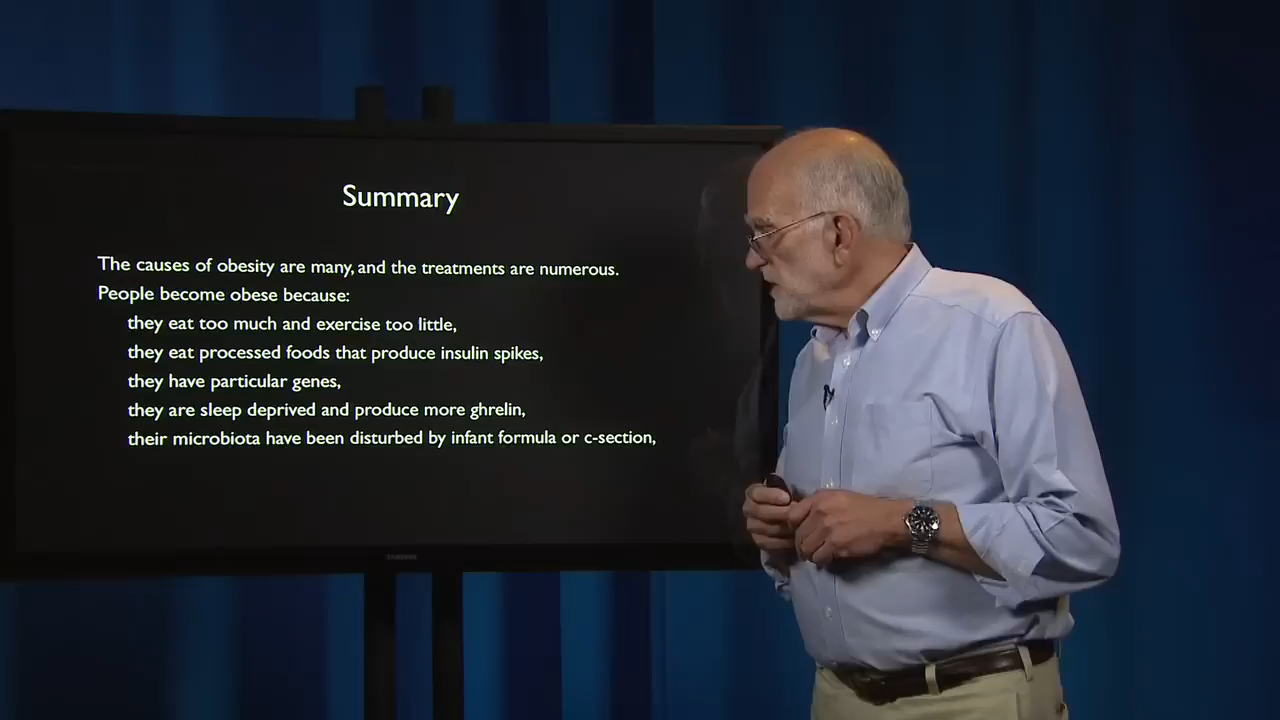 Summary
The causes of obesity are many, and the treatments are numerous.
People become obese because:
they eat too much and exercise too little,
they eat processed foods that produce insulin spikes,
they have particular genes,
they are sleep deprived and produce more ghrelin,
their microbiota have been disturbed by infant formula or c-section,
SAMSUNG